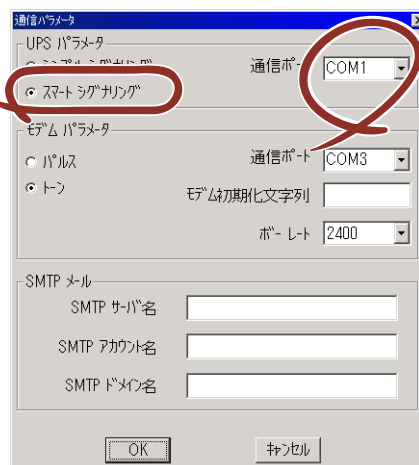 通信パラメータ
UPS パラメータ
通信ポー
COM1
スマート シグナリング
モデム パラメータ
パルス
通信ポート
COM3
トーン
モデム初期化文字列
ボー レート
2400
SMTP メール
SMTP サーバ名
SMTP アカウント名
SMTP ドメイン名
OK
キャンセル